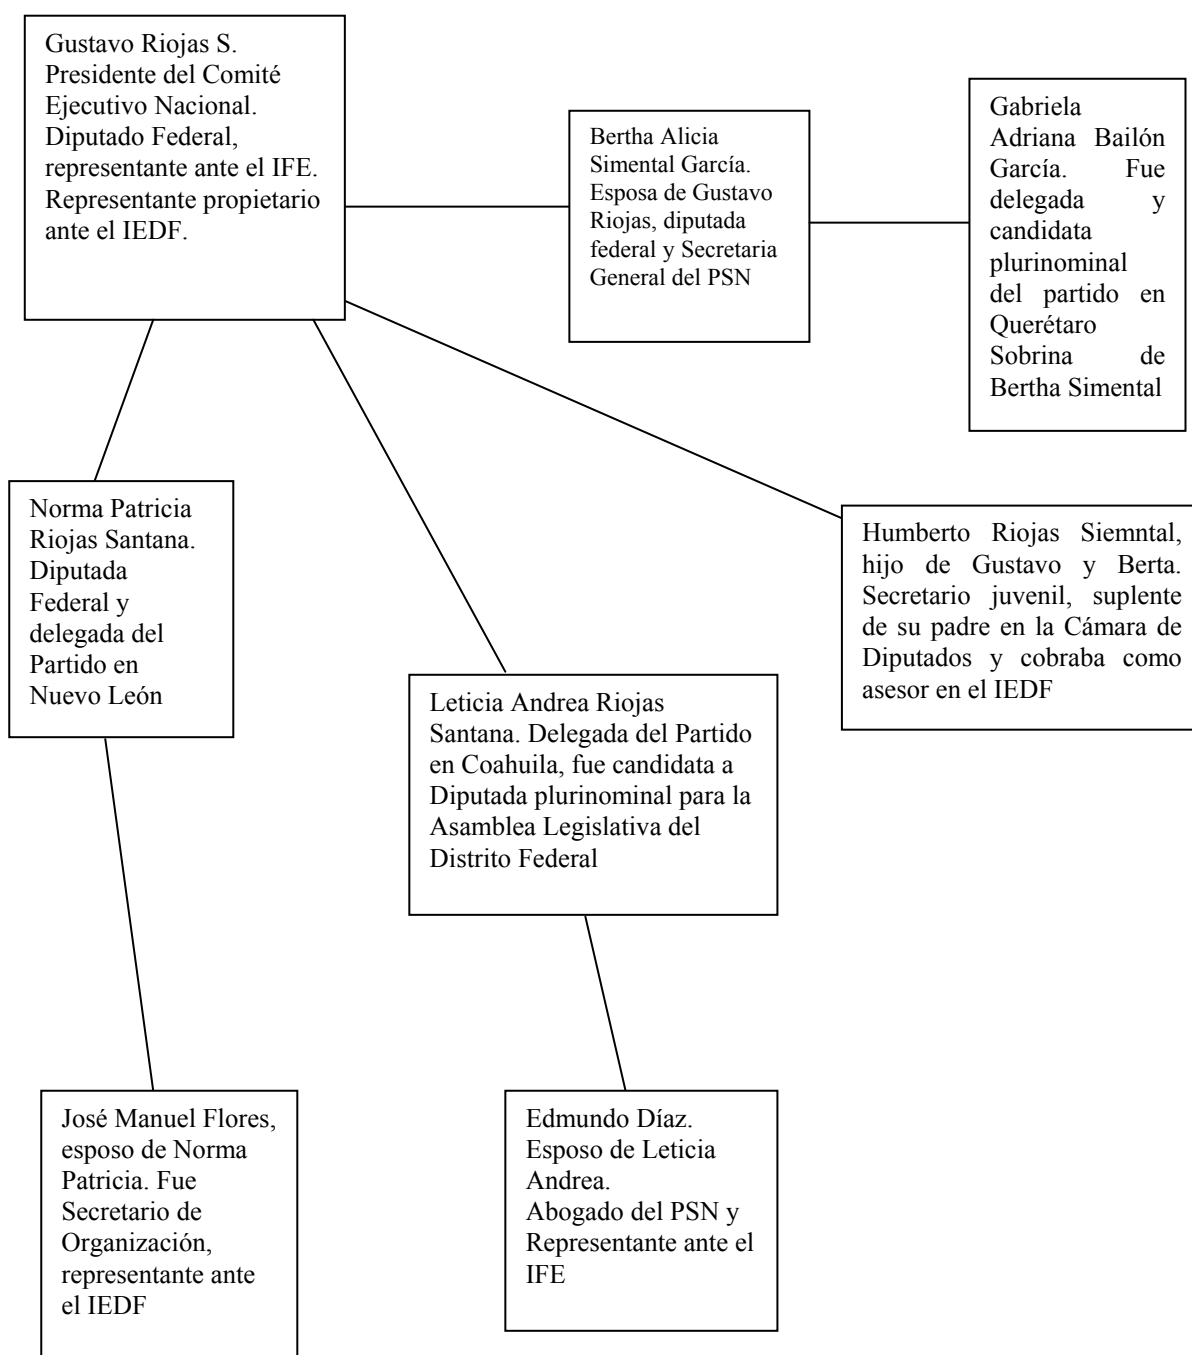 Gustavo Riojas S.
Presidente del Comité
Ejecutivo Nacional.
Diputado Federal,
representante ante el IFE.
Representante propietario
ante el IEDF.
Bertha Alicia
Simental García.
Esposa de Gustavo
Riojas, diputada
federal y Secretaria
General del PSN
Gabriela
Adriana Bailón
García. Fue
delegada y
candidata
plurinominal
del partido en
Querétaro
Sobrina de
Bertha Simental
Norma Patricia
Riojas Santana.
Diputada
Federal y
delegada del
Partido en
Nuevo León
Leticia Andrea Riojas
Santana. Delegada del Partido
en Coahuila, fue candidata a
Diputada plurinominal para la
Asamblea Legislativa del
Distrito Federal
Humberto Riojas Siemntal,
hijo de Gustavo y Berta.
Secretario juvenil, suplente
de su padre en la Cámara de
Diputados y cobraba como
asesor en el IEDF
José Manuel Flores,
esposo de Norma
Patricia. Fue
Secretario de
Organización,
representante ante
el IEDF
Edmundo Díaz.
Esposo de Leticia
Andrea.
Abogado del PSN y
Representante ante el
IFE